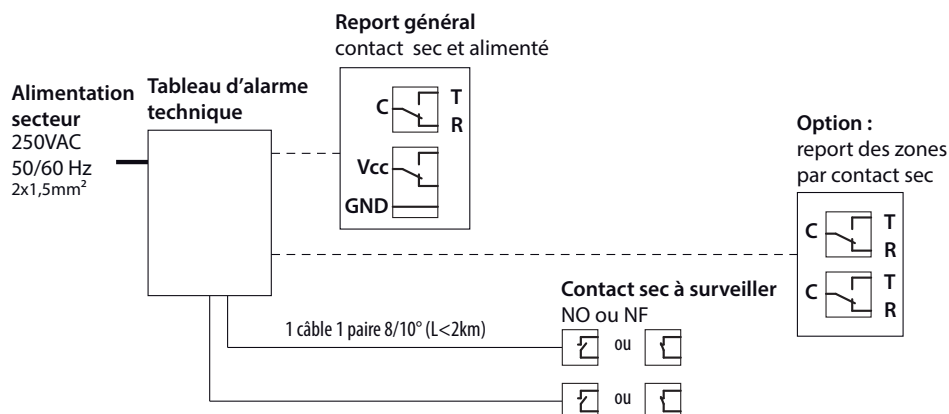 Report général
contact sec et alimenté
Alimentation
secteur
250VAC
50/60 Hz
2x1,5mm²
Tableau d'alarme
technique
C
T
R
Vcc
GND
Option :
report des zones
par contact sec
C
T
R
C
T
R
Contact sec à surveiller
NO ou NF
1 câble 1 paire 8/10° (L<2km)
ou
ou